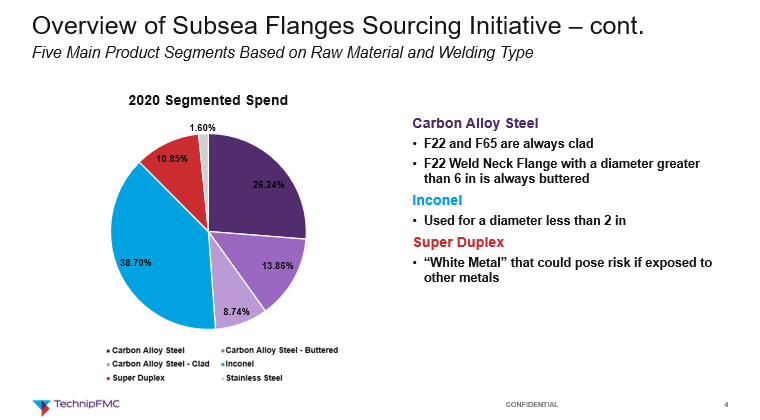 Overview of Subsea Flanges Sourcing Initiative – cont.
Five Main Product Segments Based on Raw Material and Welding Type
2020 Segmented Spend
1.60%
10.85%
26.24%
38.70%
13.86%
8.74%
Carbon Alloy Steel
Carbon Alloy Steel - Buttered
Carbon Alloy Steel - Clad
Inconel
Super Duplex
Stainless Steel
Carbon Alloy Steel
• F22 and F65 are always clad
• F22 Weld Neck Flange with a diameter greater
than 6 in is always buttered
Inconel
• Used for a diameter less than 2 in
Super Duplex
• “White Metal” that could pose risk if exposed to
other metals
TechnipFMC
CONFIDENTIAL
4